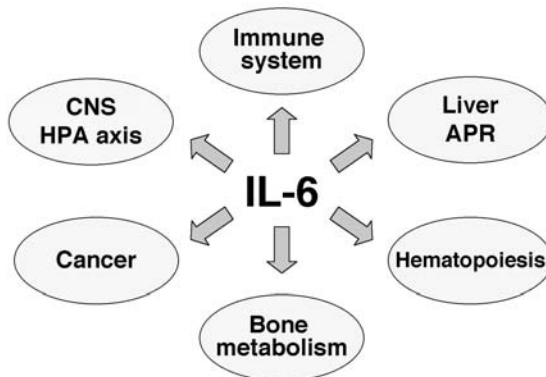 Immune
system
CNS
HPA axis
Liver
APR
IL-6
Cancer
Hematopoiesis
Bone
metabolism